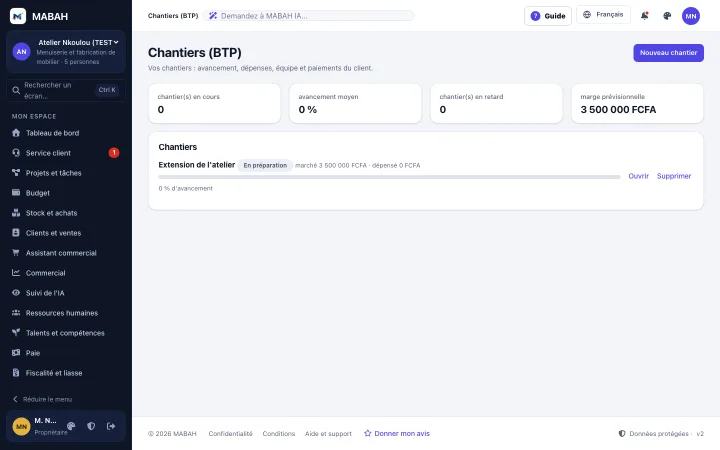 MABAH
AN
Atelier Nkoulou (TEST
Menuiserie et fabrication de
mobilier · 5 personnes
Rechercher un
écran...
Ctrl K
MON ESPACE
Tableau de bord
Service client
1
Projets et tâches
Budget
Stock et achats
Clients et ventes
Assistant commercial
Commercial
Suivi de l'IA
Ressources humaines
Talents et compétences
Paie
Fiscalité et liasse
Réduire le menu
MN
M. N...
Propriétaire
Chantiers (BTP)
Demandez à MABAH IA...
? Guide
Français
MN
Chantiers (BTP)
Vos chantiers : avancement, dépenses, équipe et paiements du client.
Nouveau chantier
chantier(s) en cours
0
avancement moyen
0 %
chantier(s) en retard
0
marge prévisionnelle
3 500 000 FCFA
Chantiers
Extension de l'atelier En préparation marché 3 500 000 FCFA · dépensé 0 FCFA
Ouvrir Supprimer
0 % d'avancement
© 2026 MABAH Confidentialité Conditions Aide et support Donner mon avis
Données protégées · v2